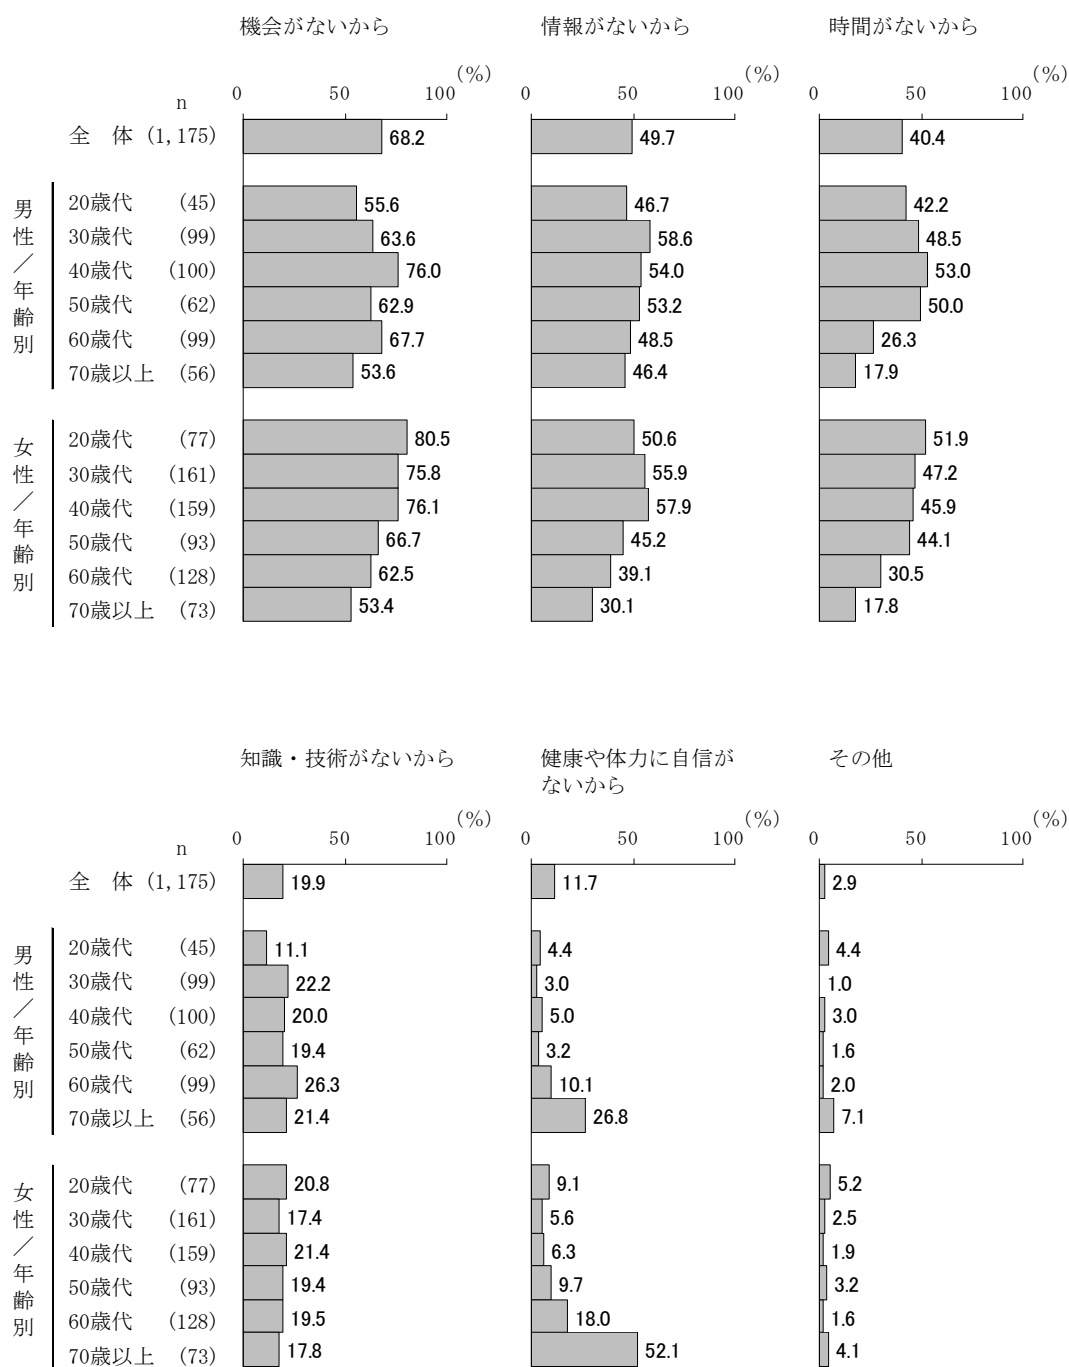 機会がないから 情報がないから 時間がないから
(%) (%) (%)
n 0 50 100 0 50 100 0 50 100
全 体 (1,175) 68.2 49.7 40.4
男性／年齢別
20歳代 (45) 55.6 46.7 42.2
30歳代 (99) 63.6 58.6 48.5
40歳代 (100) 76.0 54.0 53.0
50歳代 (62) 62.9 53.2 50.0
60歳代 (99) 67.7 48.5 26.3
70歳以上 (56) 53.6 46.4 17.9
女性／年齢別
20歳代 (77) 80.5 50.6 51.9
30歳代 (161) 75.8 55.9 47.2
40歳代 (159) 76.1 57.9 45.9
50歳代 (93) 66.7 45.2 44.1
60歳代 (128) 62.5 39.1 30.5
70歳以上 (73) 53.4 30.1 17.8
知識・技術がないから 健康や体力に自信が その他
ないから
(%) (%) (%)
n 0 50 100 0 50 100 0 50 100
全 体 (1,175) 19.9 11.7 2.9
男性／年齢別
20歳代 (45) 11.1 4.4 4.4
30歳代 (99) 22.2 3.0 1.0
40歳代 (100) 20.0 5.0 3.0
50歳代 (62) 19.4 3.2 1.6
60歳代 (99) 26.3 10.1 2.0
70歳以上 (56) 21.4 26.8 7.1
女性／年齢別
20歳代 (77) 20.8 9.1 5.2
30歳代 (161) 17.4 5.6 2.5
40歳代 (159) 21.4 6.3 1.9
50歳代 (93) 19.4 9.7 3.2
60歳代 (128) 19.5 18.0 1.6
70歳以上 (73) 17.8 52.1 4.1